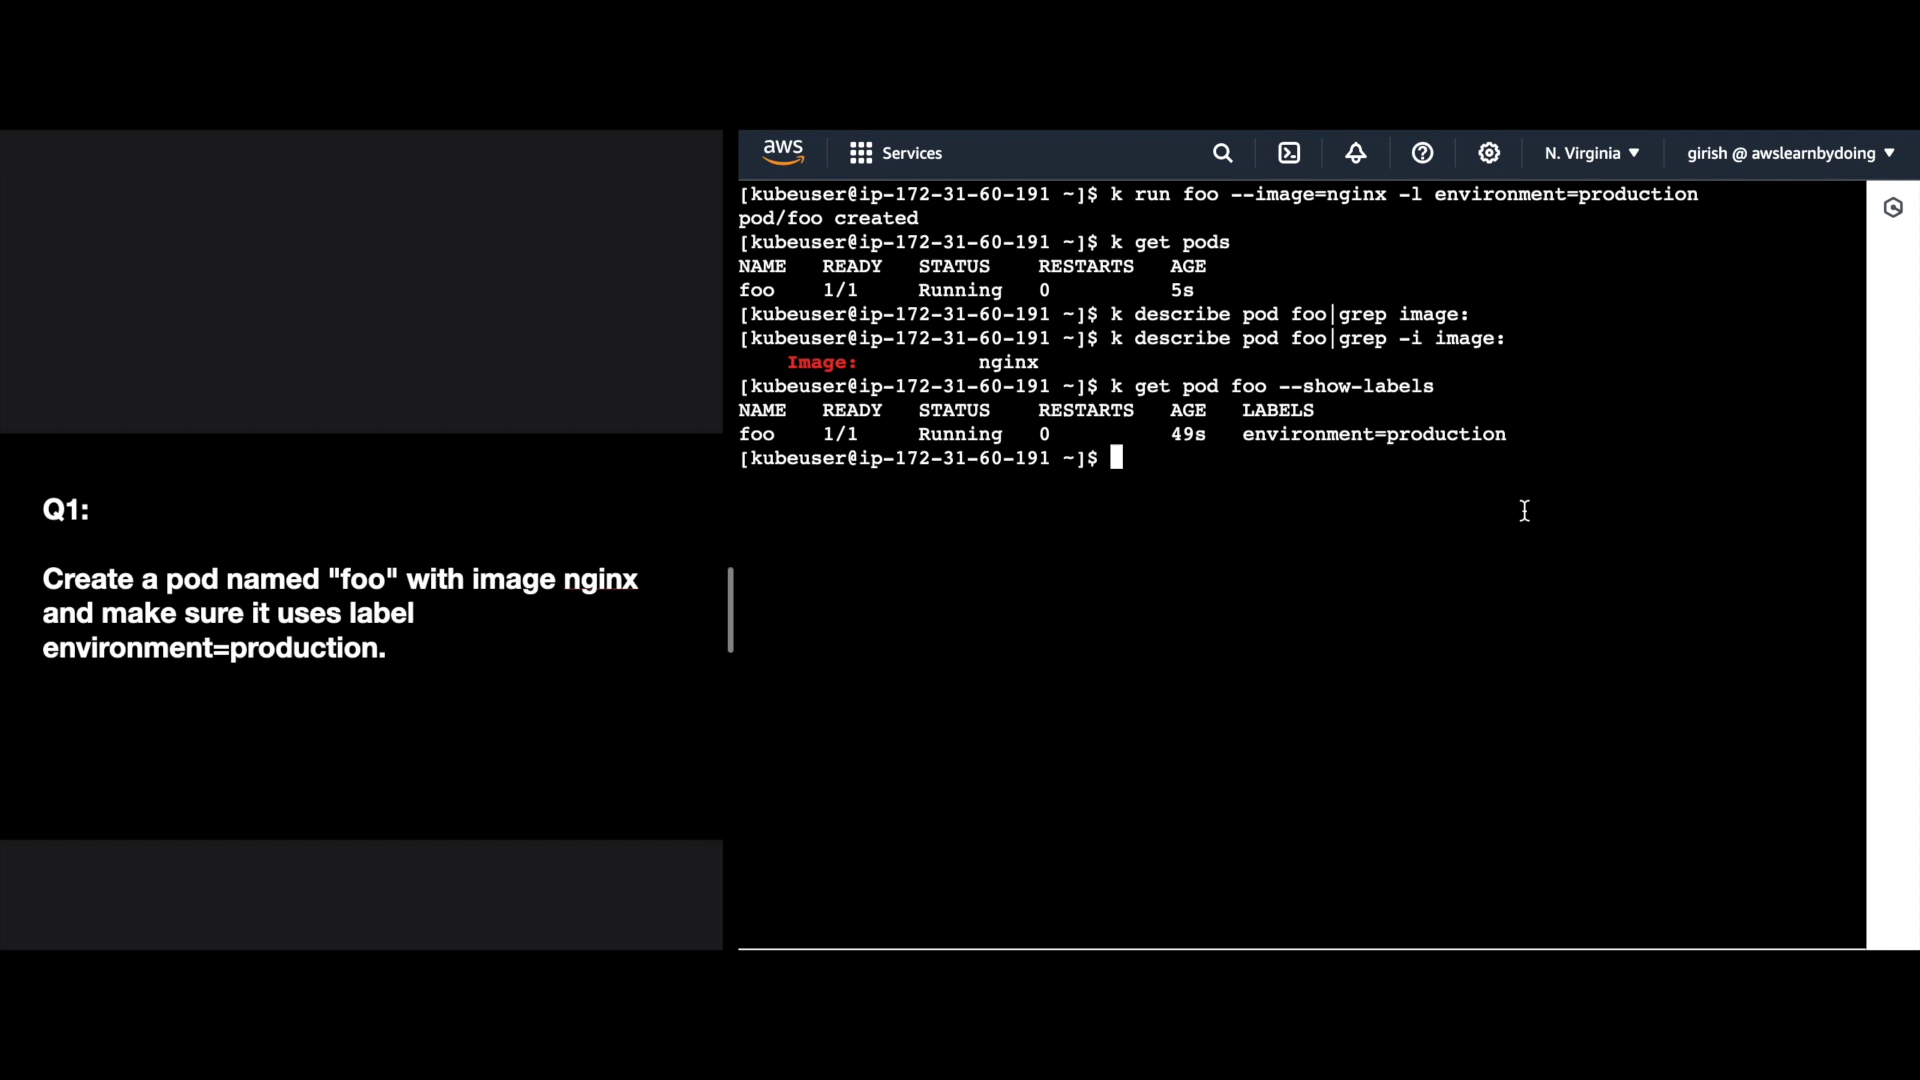 Q1:
Create a pod named "foo" with image nginx
and make sure it uses label
environment=production.
aws
Services
N. Virginia ▼
girish @ awslearnbydoing ▼
[kubeuser@ip-172-31-60-191 ~]$ k run foo --image=nginx -l environment=production
pod/foo created
[kubeuser@ip-172-31-60-191 ~]$ k get pods
NAME READY STATUS RESTARTS AGE
foo 1/1 Running 0 5s
[kubeuser@ip-172-31-60-191 ~]$ k describe pod foo|grep image:
[kubeuser@ip-172-31-60-191 ~]$ k describe pod foo|grep -i image:
Image: nginx
[kubeuser@ip-172-31-60-191 ~]$ k get pod foo --show-labels
NAME READY STATUS RESTARTS AGE LABELS
foo 1/1 Running 0 49s environment=production
[kubeuser@ip-172-31-60-191 ~]$